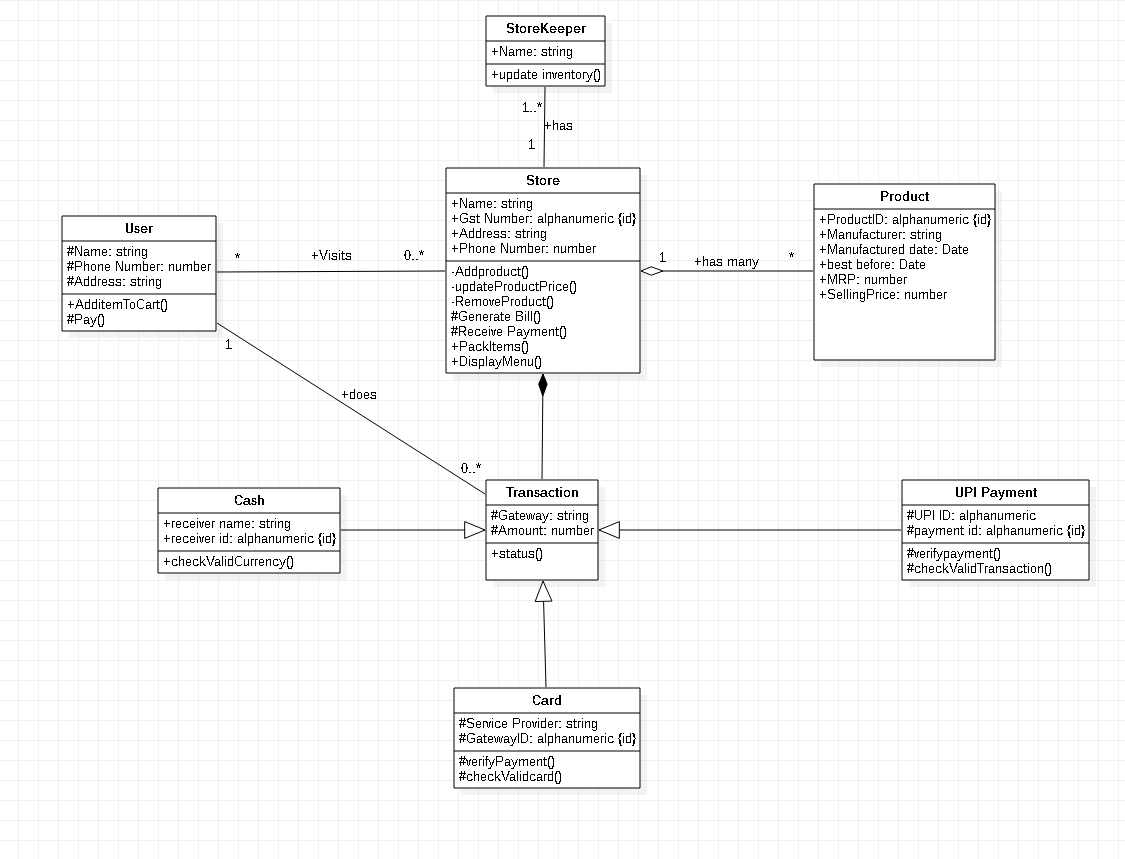 StoreKeeper
+Name: string
+update inventory()
1..*
+has
1
Store
+Name: string
+Gst Number: alphanumeric {id}
+Address: string
+Phone Number: number
-Addproduct()
-updateProductPrice()
-RemoveProduct()
#Generate Bill()
#Receive Payment()
+PackItems()
+DisplayMenu()
User
#Name: string
#Phone Number: number
#Address: string
+AdditemToCart()
#Pay()
*
+Visits
0..*
1
+has many
*
Product
+ProductID: alphanumeric {id}
+Manufacturer: string
+Manufactured date: Date
+best before: Date
+MRP: number
+SellingPrice: number
1
+does
0..*
Cash
+receiver name: string
+receiver id: alphanumeric {id}
+checkValidCurrency()
Transaction
#Gateway: string
#Amount: number
+status()
UPI Payment
#UPI ID: alphanumeric
#payment id: alphanumeric {id}
#verifypayment()
#checkValidTransaction()
Card
#Service Provider: string
#GatewayID: alphanumeric {id}
#verifyPayment()
#checkValidcard()